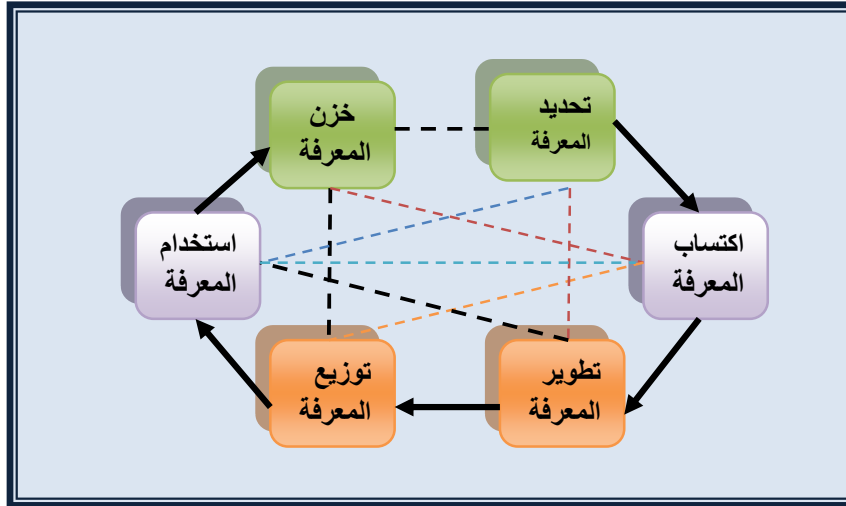 تحديد
المعرفة
خزن
المعرفة
اكتساب
المعرفة
استخدام
المعرفة
تطوير
المعرفة
توزيع
المعرفة